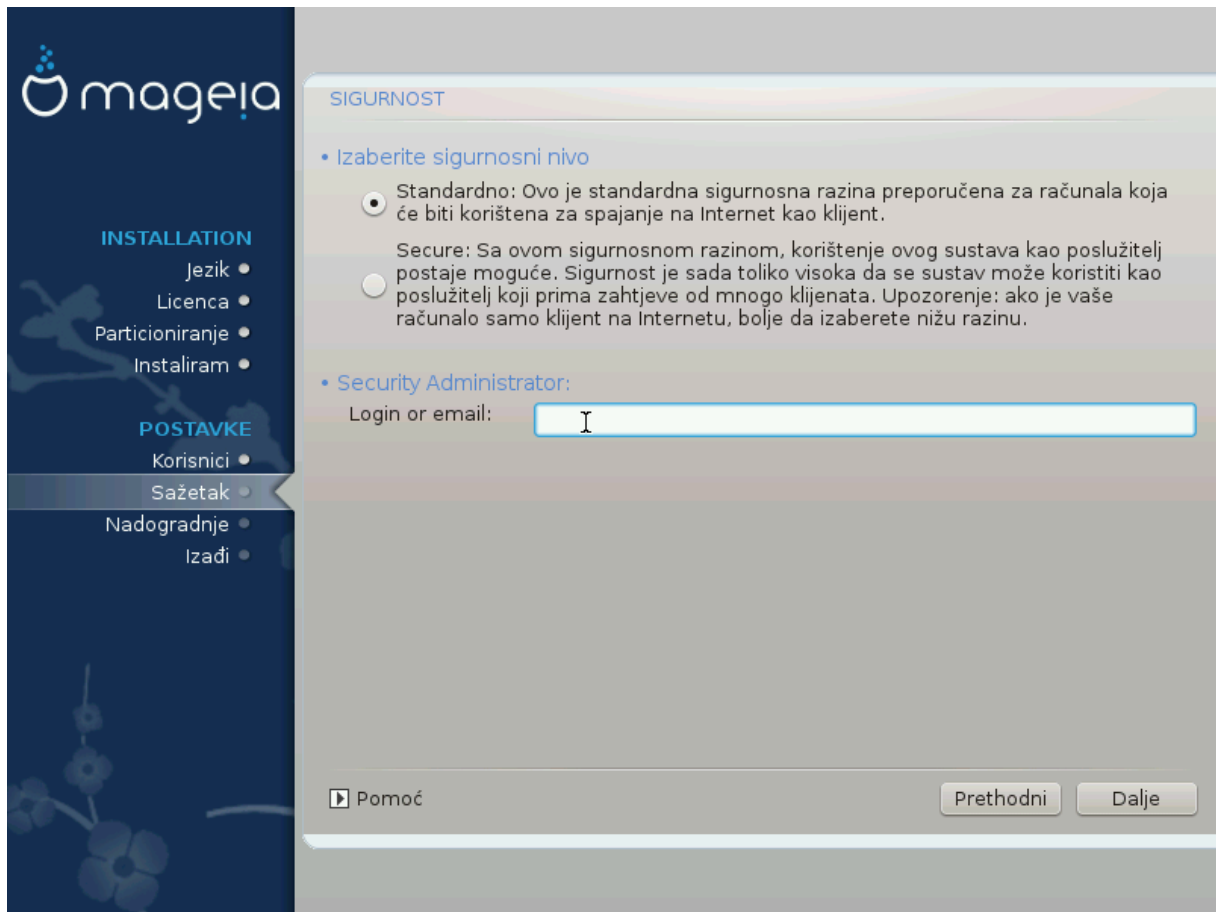 mageia
INSTALLATION
Jezik
Licenca
Particioniranje
Instaliram
POSTAVKE
Korisnici
Sažetak
Nadogradnje
Izađi
SIGURNOST
• Izaberite sigurnosni nivo
Standardno: Ovo je standardna sigurnosna razina preporučena za računala koja
će biti korištena za spajanje na Internet kao klijent.
Secure: Sa ovom sigurnosnom razinom, korištenje ovog sustava kao poslužitelj
postaje moguće. Sigurnost je sada toliko visoka da se sustav može koristiti kao
poslužitelj koji prima zahtjeve od mnogo klijenata. Upozorenje: ako je vaše
računalo samo klijent na Internetu, bolje da izaberete nižu razinu.
• Security Administrator:
Login or email:
Pomoć
Prethodni
Dalje